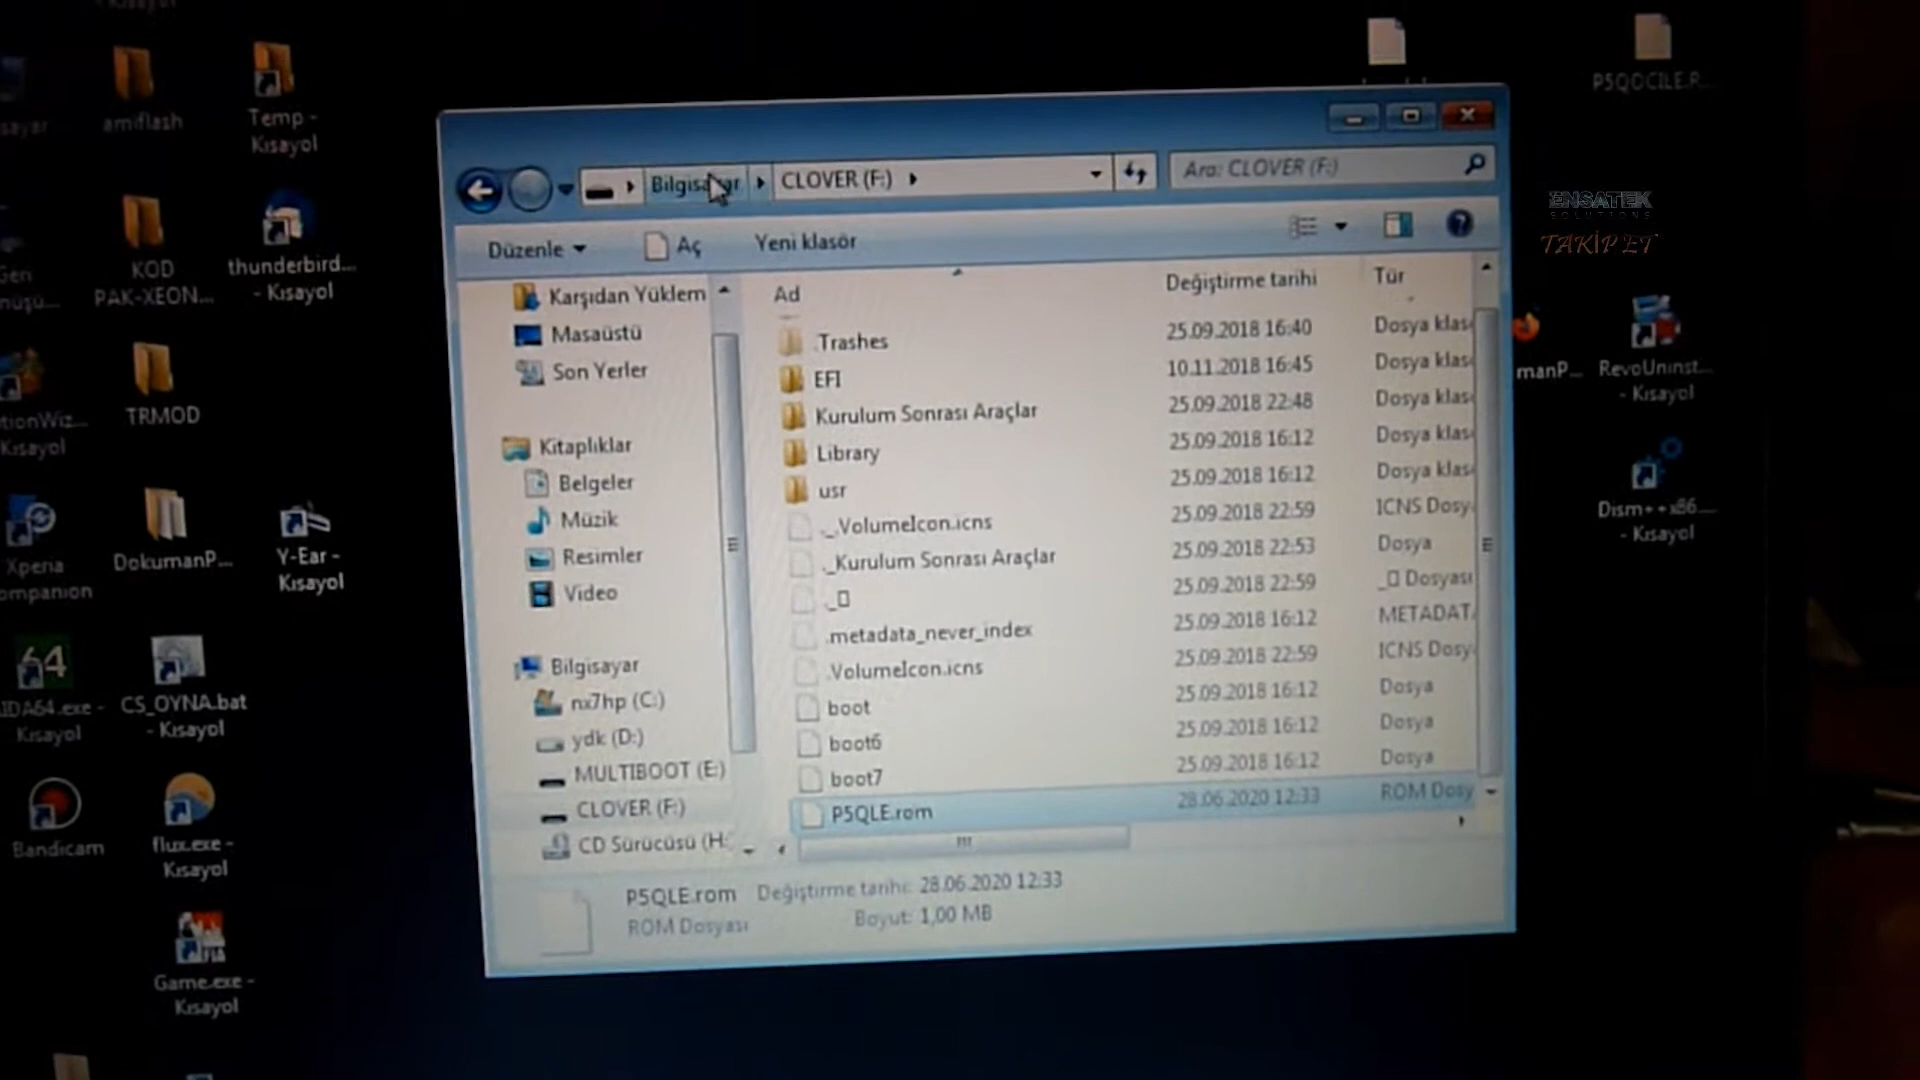 amiflash
Temp -
Kısayol
KOD
PAK-XEON...
thunderbird...
- Kısayol
TRMOD
Kısayol
Xperia
DokumanP...
Y-Ear -
Kısayol
64
Kısayol
CS_OYNA.bat
- Kısayol
Bandicam
flux.exe -
Kısayol
Game.exe -
Kısayol
Bilgisayar
CLOVER (F:)
Ara: CLOVER (F:)
Düzenle
Aç
Yeni klasör
Karşıdan Yüklem
Masaüstü
Son Yerler
Kitaplıklar
Belgeler
Müzik
Resimler
Video
Bilgisayar
nx7hp (C:)
ydk (D:)
MULTIBOOT (E:)
CLOVER (F:)
CD Sürücüsü (H:
Ad Değiştirme tarihi Tür
.Trashes 25.09.2018 16:40 Dosya klas
EFI 10.11.2018 16:45 Dosya klas
Kurulum Sonrası Araçlar 25.09.2018 22:48 Dosya klas
Library 25.09.2018 16:12 Dosya klas
usr 25.09.2018 16:12 Dosya klas
._.VolumeIcon.icns 25.09.2018 22:59 ICNS Dosy
._Kurulum Sonrası Araçlar 25.09.2018 22:53 Dosya
._▯ 25.09.2018 22:59 _▯ Dosyası
.metadata_never_index 25.09.2018 16:12 METADAT
.VolumeIcon.icns 25.09.2018 22:59 ICNS Dosy
boot 25.09.2018 16:12 Dosya
boot6 25.09.2018 16:12 Dosya
boot7 25.09.2018 16:12 Dosya
P5QLE.rom 28.06.2020 12:33 ROM Dosy
P5QLE.rom Değiştirme tarihi: 28.06.2020 12:33
ROM Dosyası Boyut: 1,00 MB
ENSATEK
SOLUTIONS
TAKİP ET
manP...
RevoUninst...
- Kısayol
Dism++x86...
- Kısayol